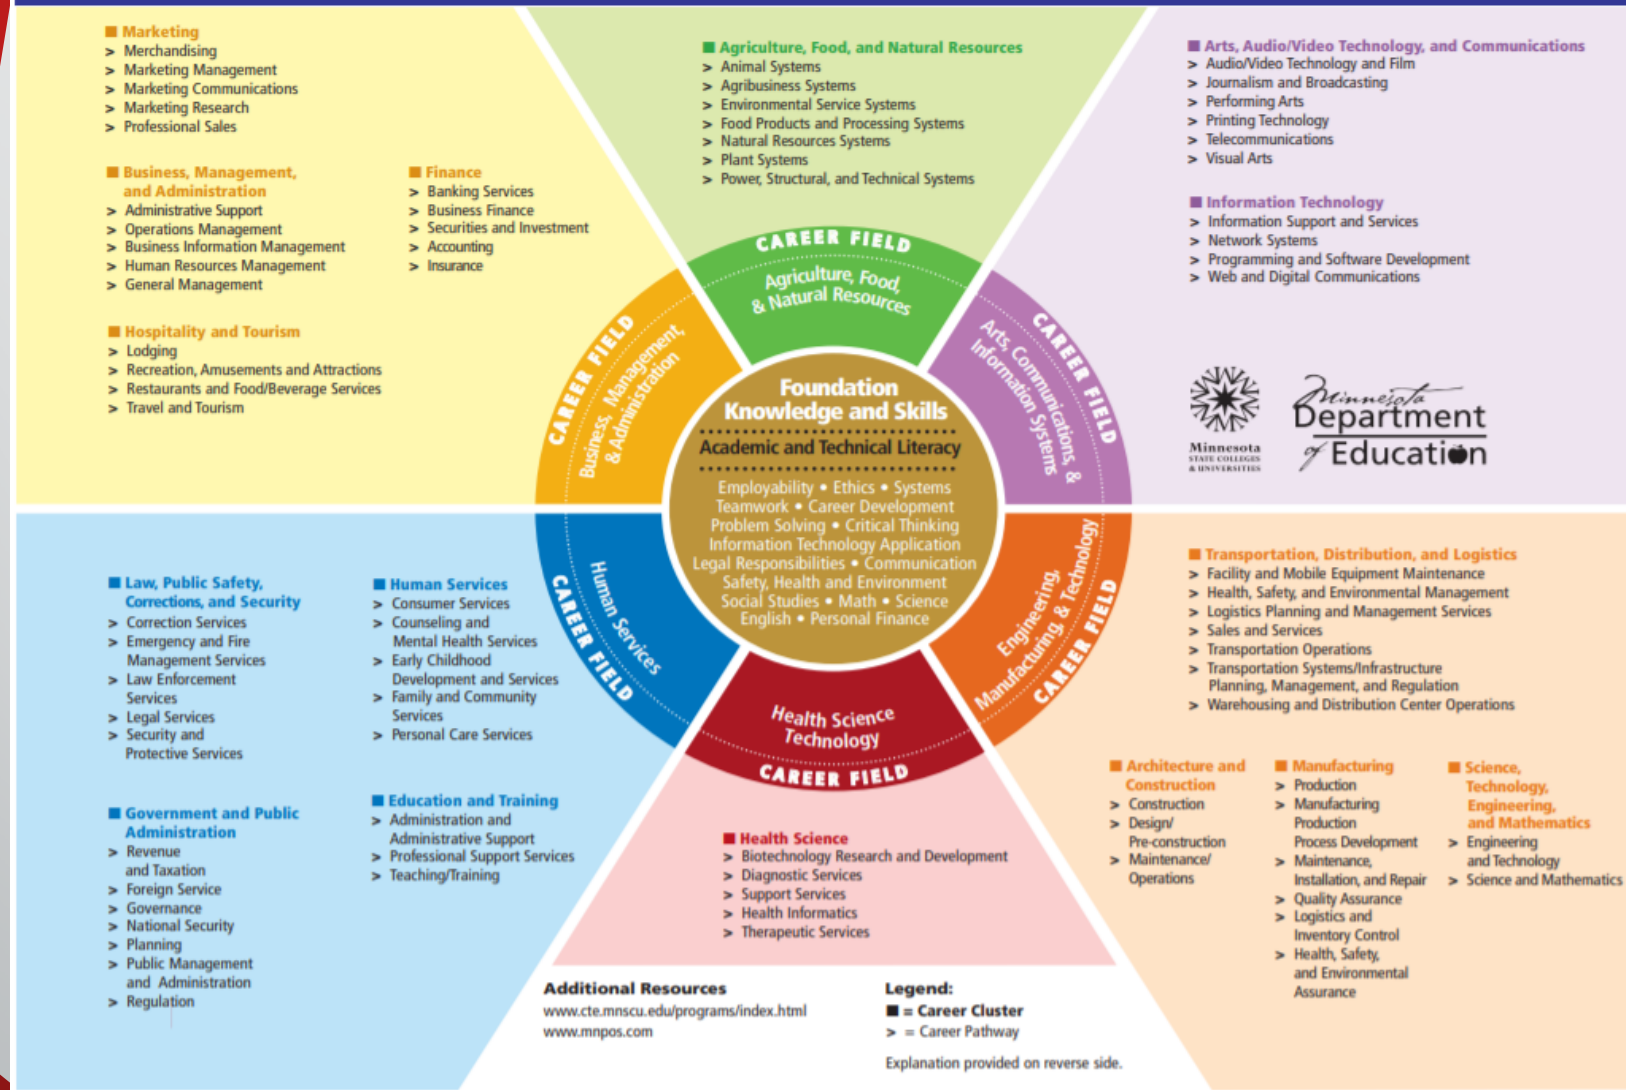 ■ Marketing
> Merchandising
> Marketing Management
> Marketing Communications
> Marketing Research
> Professional Sales
■ Business, Management,
and Administration
> Administrative Support
> Operations Management
> Business Information Management
> Human Resources Management
> General Management
■ Finance
> Banking Services
> Business Finance
> Securities and Investment
> Accounting
> Insurance
■ Hospitality and Tourism
> Lodging
> Recreation, Amusements and Attractions
> Restaurants and Food/Beverage Services
> Travel and Tourism
■ Agriculture, Food, and Natural Resources
> Animal Systems
> Agribusiness Systems
> Environmental Service Systems
> Food Products and Processing Systems
> Natural Resources Systems
> Plant Systems
> Power, Structural, and Technical Systems
■ Arts, Audio/Video Technology, and Communications
> Audio/Video Technology and Film
> Journalism and Broadcasting
> Performing Arts
> Printing Technology
> Telecommunications
> Visual Arts
■ Information Technology
> Information Support and Services
> Network Systems
> Programming and Software Development
> Web and Digital Communications
Minnesota
STATE COLLEGES
& UNIVERSITIES
Minnesota
Department
of Education
CAREER FIELD
Agriculture, Food,
& Natural Resources
CAREER FIELD
Business, Management,
& Administration
CAREER FIELD
Arts, Communications, &
Information Systems
Foundation
Knowledge and Skills
Academic and Technical Literacy
Employability • Ethics • Systems
Teamwork • Career Development
Problem Solving • Critical Thinking
Information Technology Application
Legal Responsibilities • Communication
Safety, Health and Environment
Social Studies • Math • Science
English • Personal Finance
Human Services
CAREER FIELD
Engineering,
Manufacturing, & Technology
CAREER FIELD
Health Science
Technology
CAREER FIELD
■ Law, Public Safety,
Corrections, and Security
> Correction Services
> Emergency and Fire
Management Services
> Law Enforcement
Services
> Legal Services
> Security and
Protective Services
■ Human Services
> Consumer Services
> Counseling and
Mental Health Services
> Early Childhood
Development and Services
> Family and Community
Services
> Personal Care Services
■ Government and Public
Administration
> Revenue
and Taxation
> Foreign Service
> Governance
> National Security
> Planning
> Public Management
and Administration
> Regulation
■ Education and Training
> Administration and
Administrative Support
> Professional Support Services
> Teaching/Training
■ Health Science
> Biotechnology Research and Development
> Diagnostic Services
> Support Services
> Health Informatics
> Therapeutic Services
■ Transportation, Distribution, and Logistics
> Facility and Mobile Equipment Maintenance
> Health, Safety, and Environmental Management
> Logistics Planning and Management Services
> Sales and Services
> Transportation Operations
> Transportation Systems/Infrastructure
Planning, Management, and Regulation
> Warehousing and Distribution Center Operations
■ Architecture and
Construction
> Construction
> Design/
Pre-construction
> Maintenance/
Operations
■ Manufacturing
> Production
> Manufacturing
Production
Process Development
> Maintenance,
Installation, and Repair
> Quality Assurance
> Logistics and
Inventory Control
> Health, Safety,
and Environmental
Assurance
■ Science,
Technology,
Engineering,
and Mathematics
> Engineering
and Technology
> Science and Mathematics
Additional Resources
www.cte.mnscu.edu/programs/index.html
www.mnpos.com
Legend:
■ = Career Cluster
> = Career Pathway
Explanation provided on reverse side.